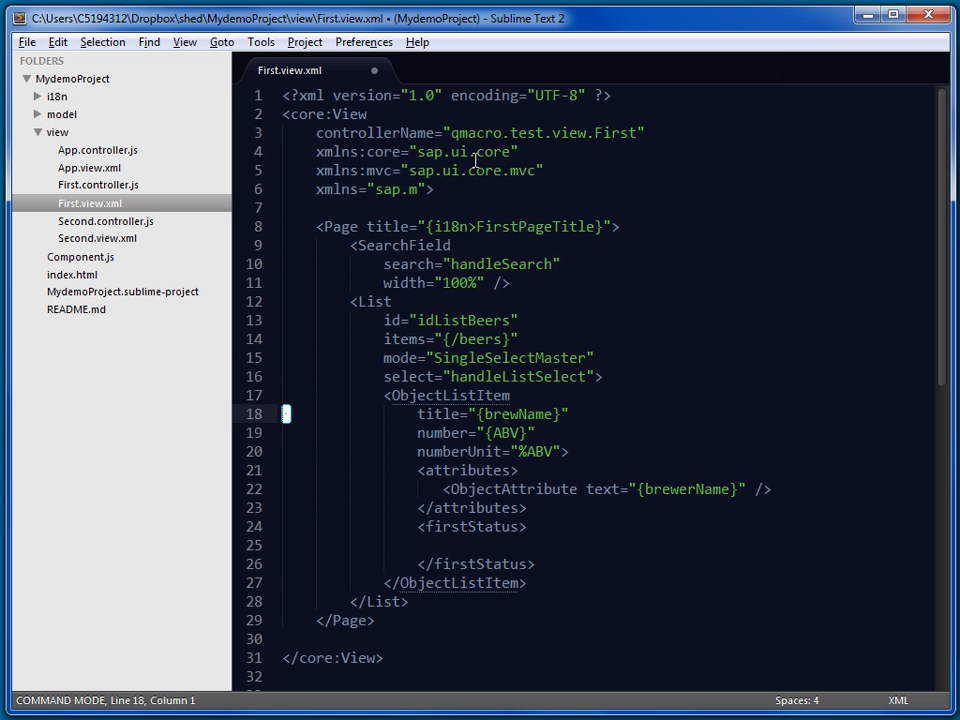 C:\Users\C5194312\Dropbox\shed\MydemoProject\view\First.view.xml • (MydemoProject) - Sublime Text 2
File Edit Selection Find View Goto Tools Project Preferences Help
FOLDERS
MydemoProject
i18n
model
view
App.controller.js
App.view.xml
First.controller.js
First.view.xml
Second.controller.js
Second.view.xml
Component.js
index.html
MydemoProject.sublime-project
README.md
First.view.xml
1 <?xml version="1.0" encoding="UTF-8" ?>
2 <core:View
3 controllerName="qmacro.test.view.First"
4 xmlns:core="sap.ui.core"
5 xmlns:mvc="sap.ui.core.mvc"
6 xmlns="sap.m">
7
8 <Page title="{i18n>FirstPageTitle}">
9 <SearchField
10 search="handleSearch"
11 width="100%" />
12 <List
13 id="idListBeers"
14 items="{/beers}"
15 mode="SingleSelectMaster"
16 select="handleListSelect">
17 <ObjectListItem
18 title="{brewName}"
19 number="{ABV}"
20 numberUnit="%ABV">
21 <attributes>
22 <ObjectAttribute text="{brewerName}" />
23 </attributes>
24 <firstStatus>
25
26 </firstStatus>
27 </ObjectListItem>
28 </List>
29 </Page>
30
31 </core:View>
32
COMMAND MODE, Line 18, Column 1 Spaces: 4 XML